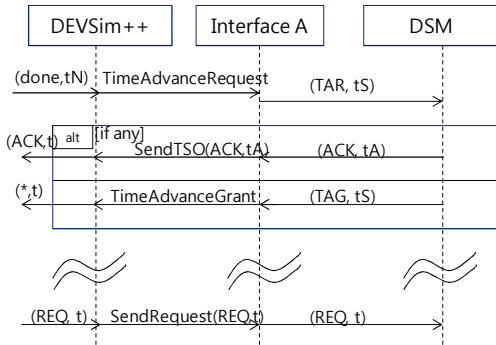 DEVSim++ Interface A DSM
(done,tN) TimeAdvanceRequest (TAR, tS)
alt [if any]
(ACK,t) SendTSO(ACK,tA) (ACK, tA)
(*,t) TimeAdvanceGrant (TAG, tS)
(REQ, t) SendRequest(REQ,t) (REQ, t)